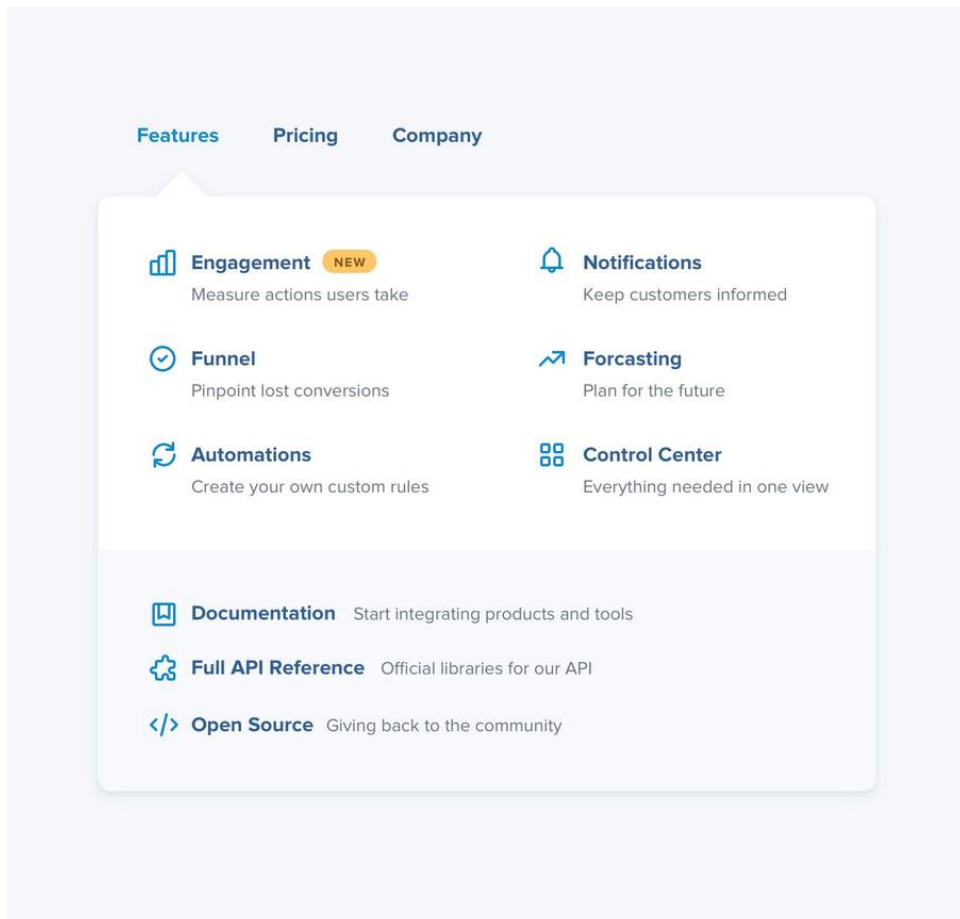 Features Pricing Company
Engagement NEW
Measure actions users take
Notifications
Keep customers informed
Funnel
Pinpoint lost conversions
Forcasting
Plan for the future
Automations
Create your own custom rules
Control Center
Everything needed in one view
Documentation Start integrating products and tools
Full API Reference Official libraries for our API
Open Source Giving back to the community